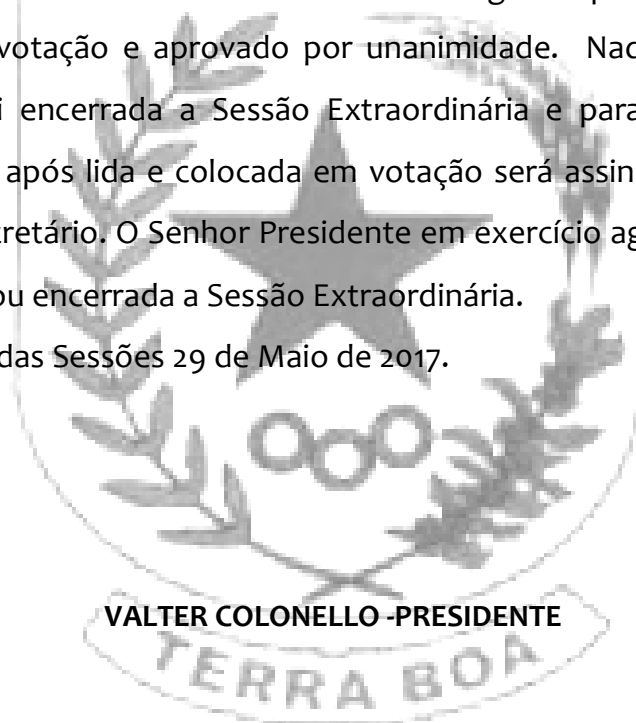 votação e aprovado por unanimidade. Nad
i encerrada a Sessão Extraordinária e para
após lida e colocada em votação será assin
cretário. O Senhor Presidente em exercício ag
ou encerrada a Sessão Extraordinária.
das Sessões 29 de Maio de 2017.
VALTER COLONELLO -PRESIDENTE
TERRA BOA